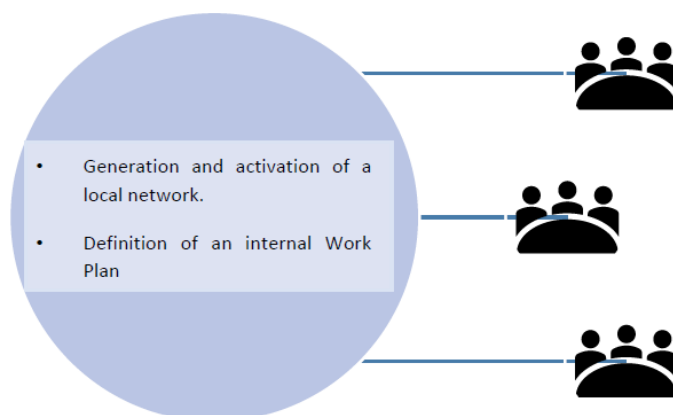 • Generation and activation of a
local network.
• Definition of an internal Work
Plan